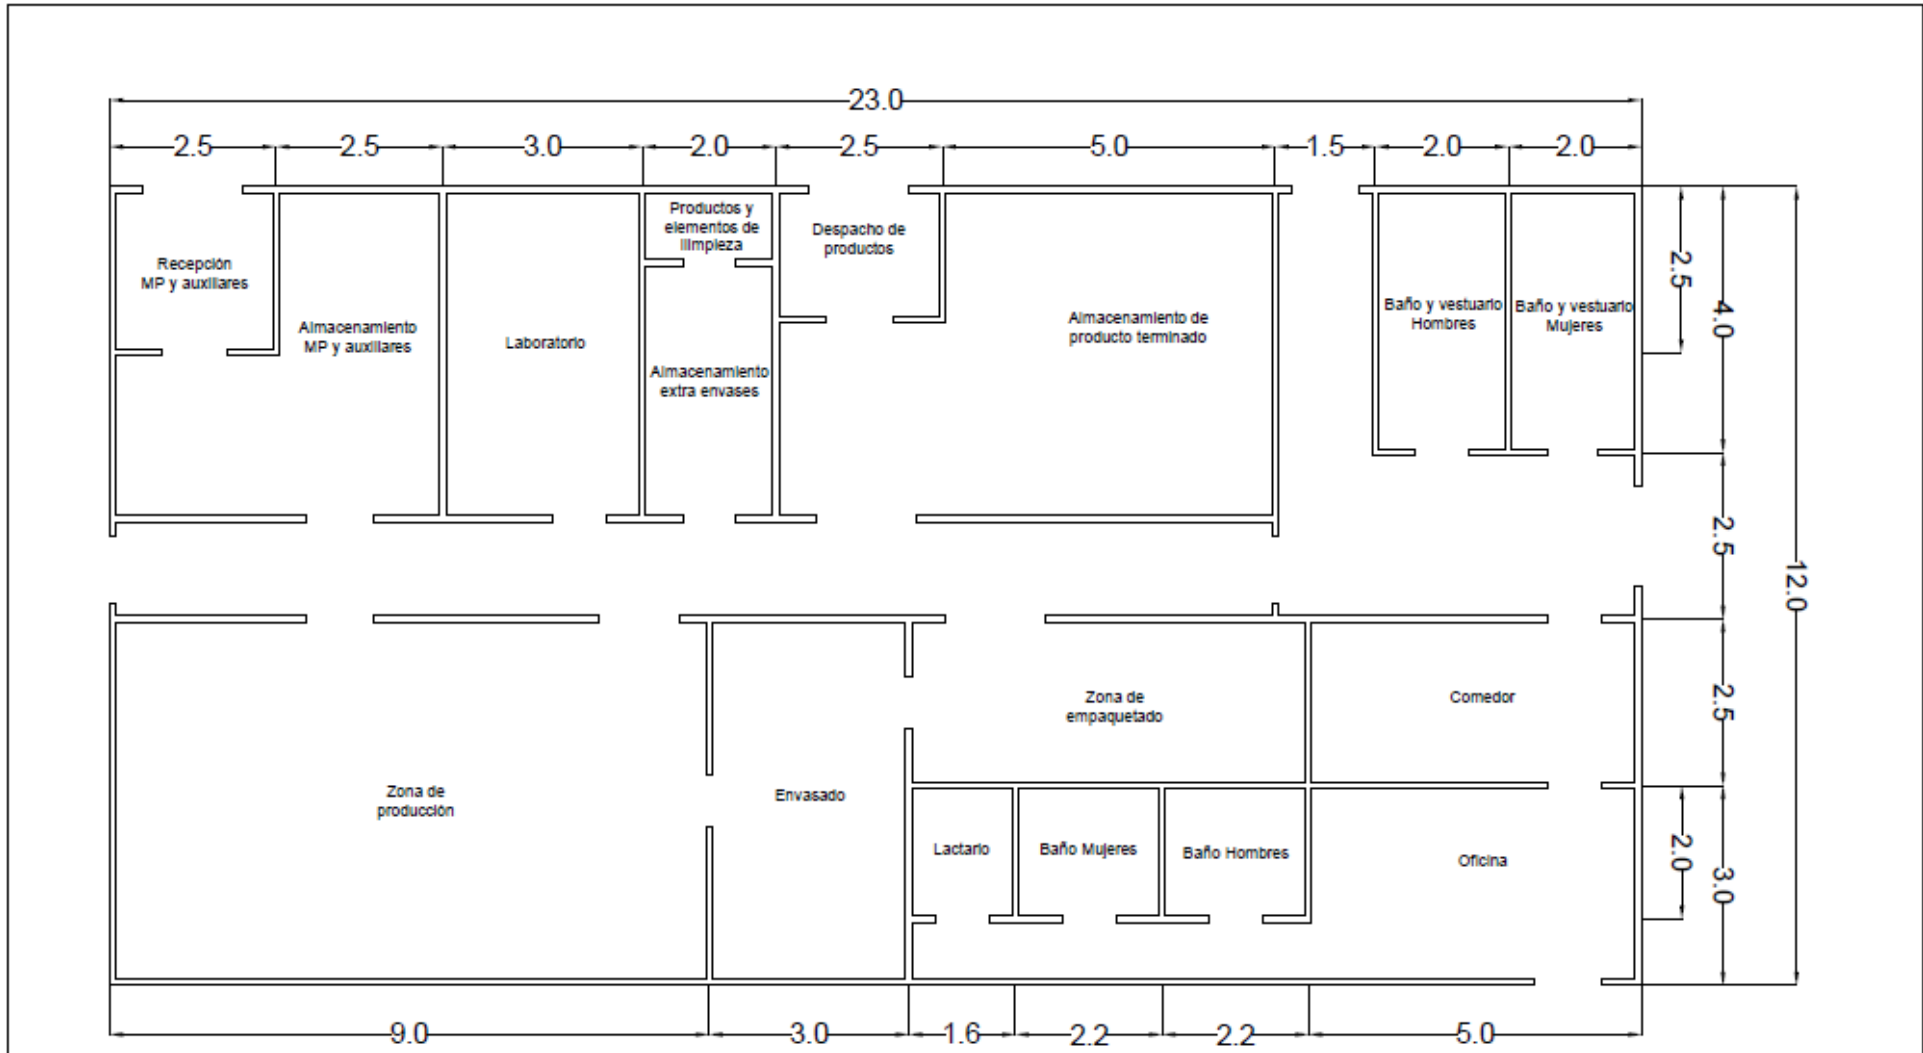 23.0
2.5
2.5
3.0
2.0
2.5
5.0
1.5
2.0
2.0
Recepción
MP y auxiliares
Almacenamiento
MP y auxiliares
Laboratorio
Productos y
elementos de
llimpieza
Almacenamiento
extra envases
Despacho de
productos
Almacenamiento de
producto terminado
Baño y vestuario
Hombres
Baño y vestuario
Mujeres
2.5
4.0
2.5
12.0
2.5
2.0
3.0
Zona de
producción
Envasado
Zona de
empaquetado
Comedor
Lactario
Baño Mujeres
Baño Hombres
Oficina
9.0
3.0
1.6
2.2
2.2
5.0